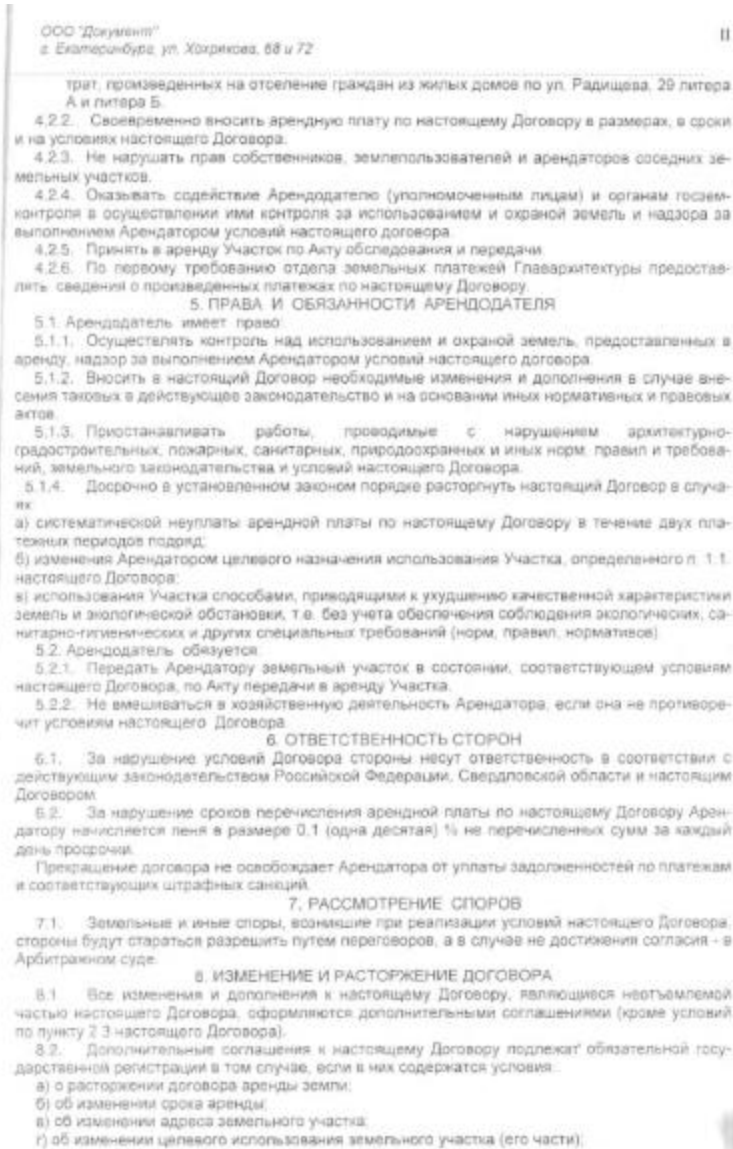 ООО "Документ"
г. Екатеринбург, ул. Хохрякова, 68 и 72
II
трат, произведенных на отселение граждан из жилых домов по ул. Радищева, 29 литера
А и литера Б.
4.2.2. Своевременно вносить арендную плату по настоящему Договору в размерах, в сроки
и на условиях настоящего Договора.
4.2.3. Не нарушать прав собственников, землепользователей и арендаторов соседних зе-
мельных участков.
4.2.4. Оказывать содействие Арендодателю (уполномоченным лицам) и органам госзем-
контроля в осуществлении ими контроля за использованием и охраной земель и надзора за
выполнением Арендатором условий настоящего договора.
4.2.5. Принять в аренду Участок по Акту обследования и передачи.
4.2.6. По первому требованию отдела земельных платежей Главархитектуры предостав-
лять сведения о произведенных платежах по настоящему Договору.
5. ПРАВА И ОБЯЗАННОСТИ АРЕНДОДАТЕЛЯ
5.1. Арендодатель имеет право:
5.1.1. Осуществлять контроль над использованием и охраной земель, предоставленных в
аренду, надзор за выполнением Арендатором условий настоящего договора.
5.1.2. Вносить в настоящий Договор необходимые изменения и дополнения в случае вне-
сения таковых в действующее законодательство и на основании иных нормативных и правовых
актов.
5.1.3. Приостанавливать работы, проводимые с нарушением архитектурно-
градостроительных, пожарных, санитарных, природоохранных и иных норм, правил и требова-
ний, земельного законодательства и условий настоящего Договора.
5.1.4. Досрочно в установленном законом порядке расторгнуть настоящий Договор в случа-
ях:
а) систематической неуплаты арендной платы по настоящему Договору в течение двух пла-
тежных периодов подряд;
б) изменения Арендатором целевого назначения использования Участка, определенного п. 1.1.
настоящего Договора;
в) использования Участка способами, приводящими к ухудшению качественной характеристики
земель и экологической обстановки, т.е. без учета обеспечения соблюдения экологических, са-
нитарно-гигиенических и других специальных требований (норм, правил, нормативов).
5.2. Арендодатель обязуется:
5.2.1. Передать Арендатору земельный участок в состоянии, соответствующем условиям
настоящего Договора, по Акту передачи в аренду Участка.
5.2.2. Не вмешиваться в хозяйственную деятельность Арендатора, если она не противоре-
чит условиям настоящего Договора.
6. ОТВЕТСТВЕННОСТЬ СТОРОН
6.1. За нарушение условий Договора стороны несут ответственность в соответствии с
действующим законодательством Российской Федерации, Свердловской области и настоящим
Договором.
6.2. За нарушение сроков перечисления арендной платы по настоящему Договору Арен-
датору начисляется пеня в размере 0,1 (одна десятая) % не перечисленных сумм за каждый
день просрочки.
Прекращение договора не освобождает Арендатора от уплаты задолженностей по платежам
и соответствующих штрафных санкций.
7. РАССМОТРЕНИЕ СПОРОВ
7.1. Земельные и иные споры, возникшие при реализации условий настоящего Договора,
стороны будут стараться разрешить путем переговоров, а в случае не достижения согласия - в
Арбитражном суде.
8. ИЗМЕНЕНИЕ И РАСТОРЖЕНИЕ ДОГОВОРА
8.1 Все изменения и дополнения к настоящему Договору, являющиеся неотъемлемой
частью настоящего Договора, оформляются дополнительными соглашениями (кроме условий
по пункту 2.3 настоящего Договора).
8.2. Дополнительные соглашения к настоящему Договору подлежат обязательной госу-
дарственной регистрации в том случае, если в них содержатся условия:
а) о расторжении договора аренды земли;
б) об изменении срока аренды;
в) об изменении адреса земельного участка;
г) об изменении целевого использования земельного участка (его части);